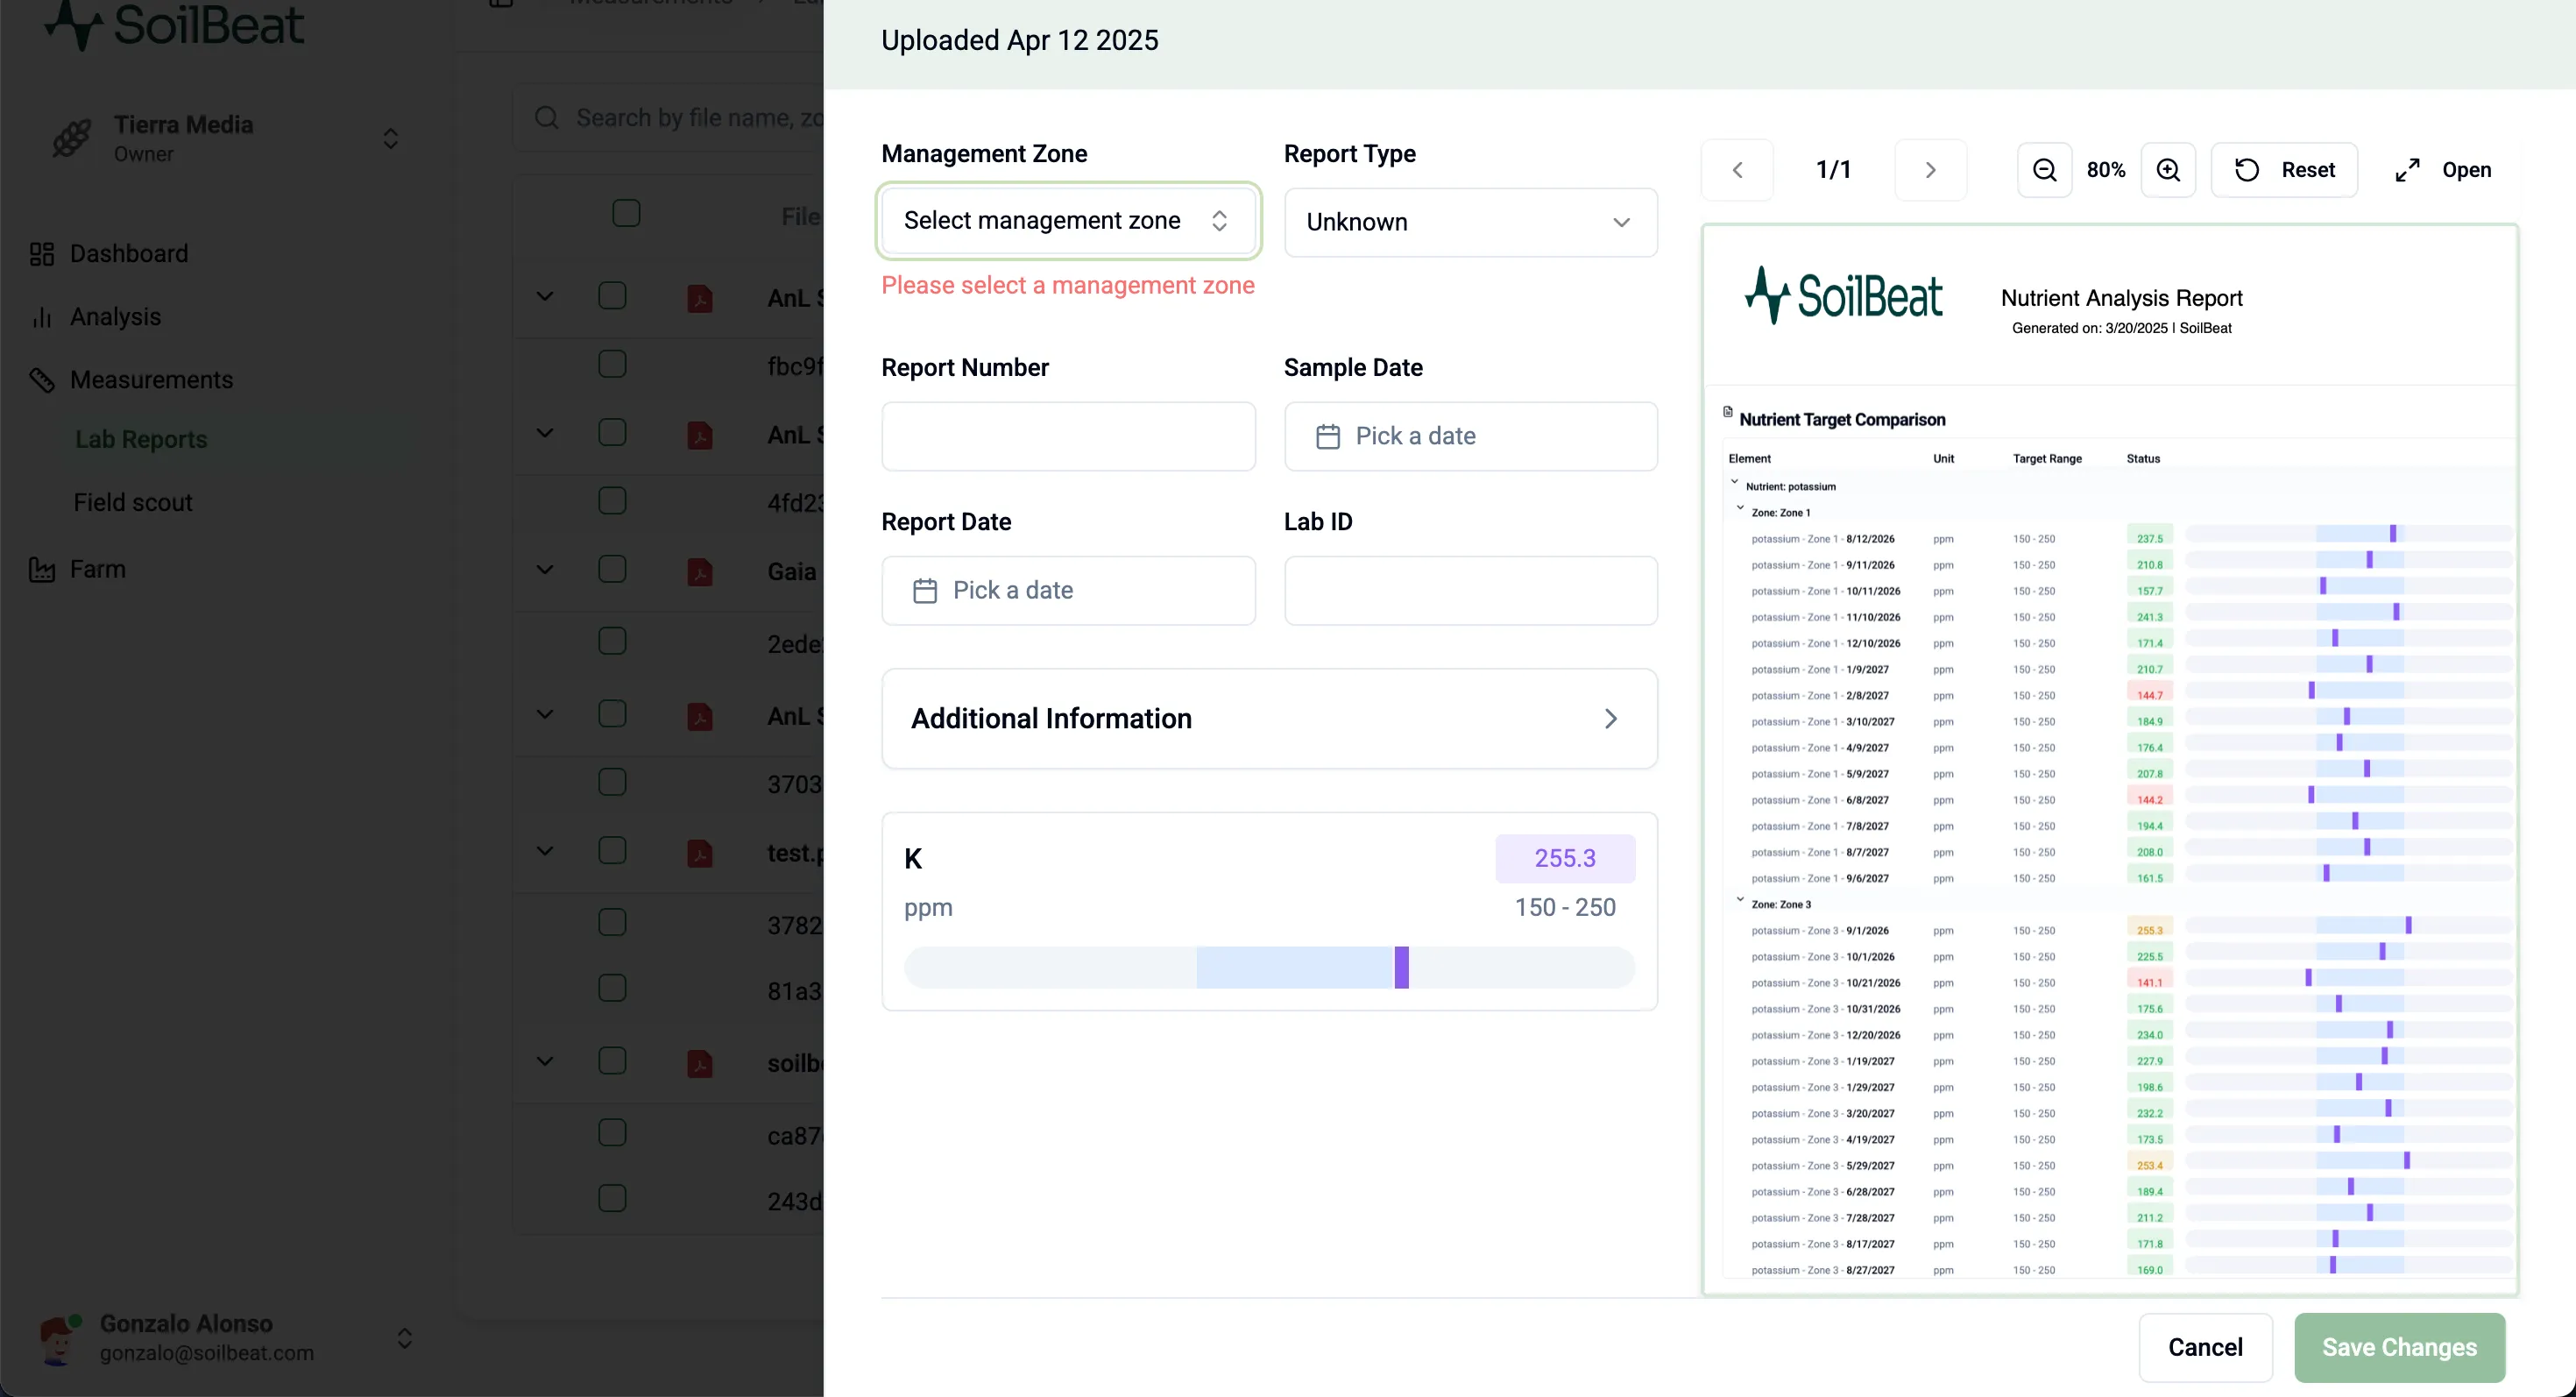 SoilBeat
Tierra Media
Owner
Dashboard
Analysis
Measurements
Lab Reports
Field scout
Farm
Gonzalo Alonso
gonzalo@soilbeat.com
Measurements
Search by file name, zo
File
AnL S
fbc9f
AnL S
4fd23
Gaia
2ede
AnL S
3703
test.p
3782
81a3
soilbe
ca87
243d
Uploaded Apr 12 2025
Management Zone
Select management zone
Please select a management zone
Report Type
Unknown
Report Number
Sample Date
Pick a date
Report Date
Pick a date
Lab ID
Additional Information
K 255.3
ppm 150 - 250
1/1 80% Reset Open
SoilBeat
Nutrient Analysis Report
Generated on: 3/20/2025 | SoilBeat
Nutrient Target Comparison
Element Unit Target Range Status
Nutrient: potassium
Zone: Zone 1
potassium - Zone 1 - 8/12/2026 ppm 150 - 250 237.5
potassium - Zone 1 - 9/11/2026 ppm 150 - 250 210.8
potassium - Zone 1 - 10/11/2026 ppm 150 - 250 157.7
potassium - Zone 1 - 11/10/2026 ppm 150 - 250 241.3
potassium - Zone 1 - 12/10/2026 ppm 150 - 250 171.4
potassium - Zone 1 - 1/9/2027 ppm 150 - 250 210.7
potassium - Zone 1 - 2/8/2027 ppm 150 - 250 144.7
potassium - Zone 1 - 3/10/2027 ppm 150 - 250 184.9
potassium - Zone 1 - 4/9/2027 ppm 150 - 250 176.4
potassium - Zone 1 - 5/9/2027 ppm 150 - 250 207.8
potassium - Zone 1 - 6/8/2027 ppm 150 - 250 144.2
potassium - Zone 1 - 7/8/2027 ppm 150 - 250 194.4
potassium - Zone 1 - 8/7/2027 ppm 150 - 250 208.0
potassium - Zone 1 - 9/6/2027 ppm 150 - 250 161.5
Zone: Zone 3
potassium - Zone 3 - 9/1/2026 ppm 150 - 250 255.3
potassium - Zone 3 - 10/1/2026 ppm 150 - 250 225.5
potassium - Zone 3 - 10/21/2026 ppm 150 - 250 141.1
potassium - Zone 3 - 10/31/2026 ppm 150 - 250 175.6
potassium - Zone 3 - 12/20/2026 ppm 150 - 250 234.0
potassium - Zone 3 - 1/19/2027 ppm 150 - 250 227.9
potassium - Zone 3 - 1/29/2027 ppm 150 - 250 198.6
potassium - Zone 3 - 3/20/2027 ppm 150 - 250 232.2
potassium - Zone 3 - 4/19/2027 ppm 150 - 250 173.5
potassium - Zone 3 - 5/29/2027 ppm 150 - 250 253.4
potassium - Zone 3 - 6/28/2027 ppm 150 - 250 189.4
potassium - Zone 3 - 7/28/2027 ppm 150 - 250 211.2
potassium - Zone 3 - 8/17/2027 ppm 150 - 250 171.8
potassium - Zone 3 - 8/27/2027 ppm 150 - 250 169.0
Cancel
Save Changes